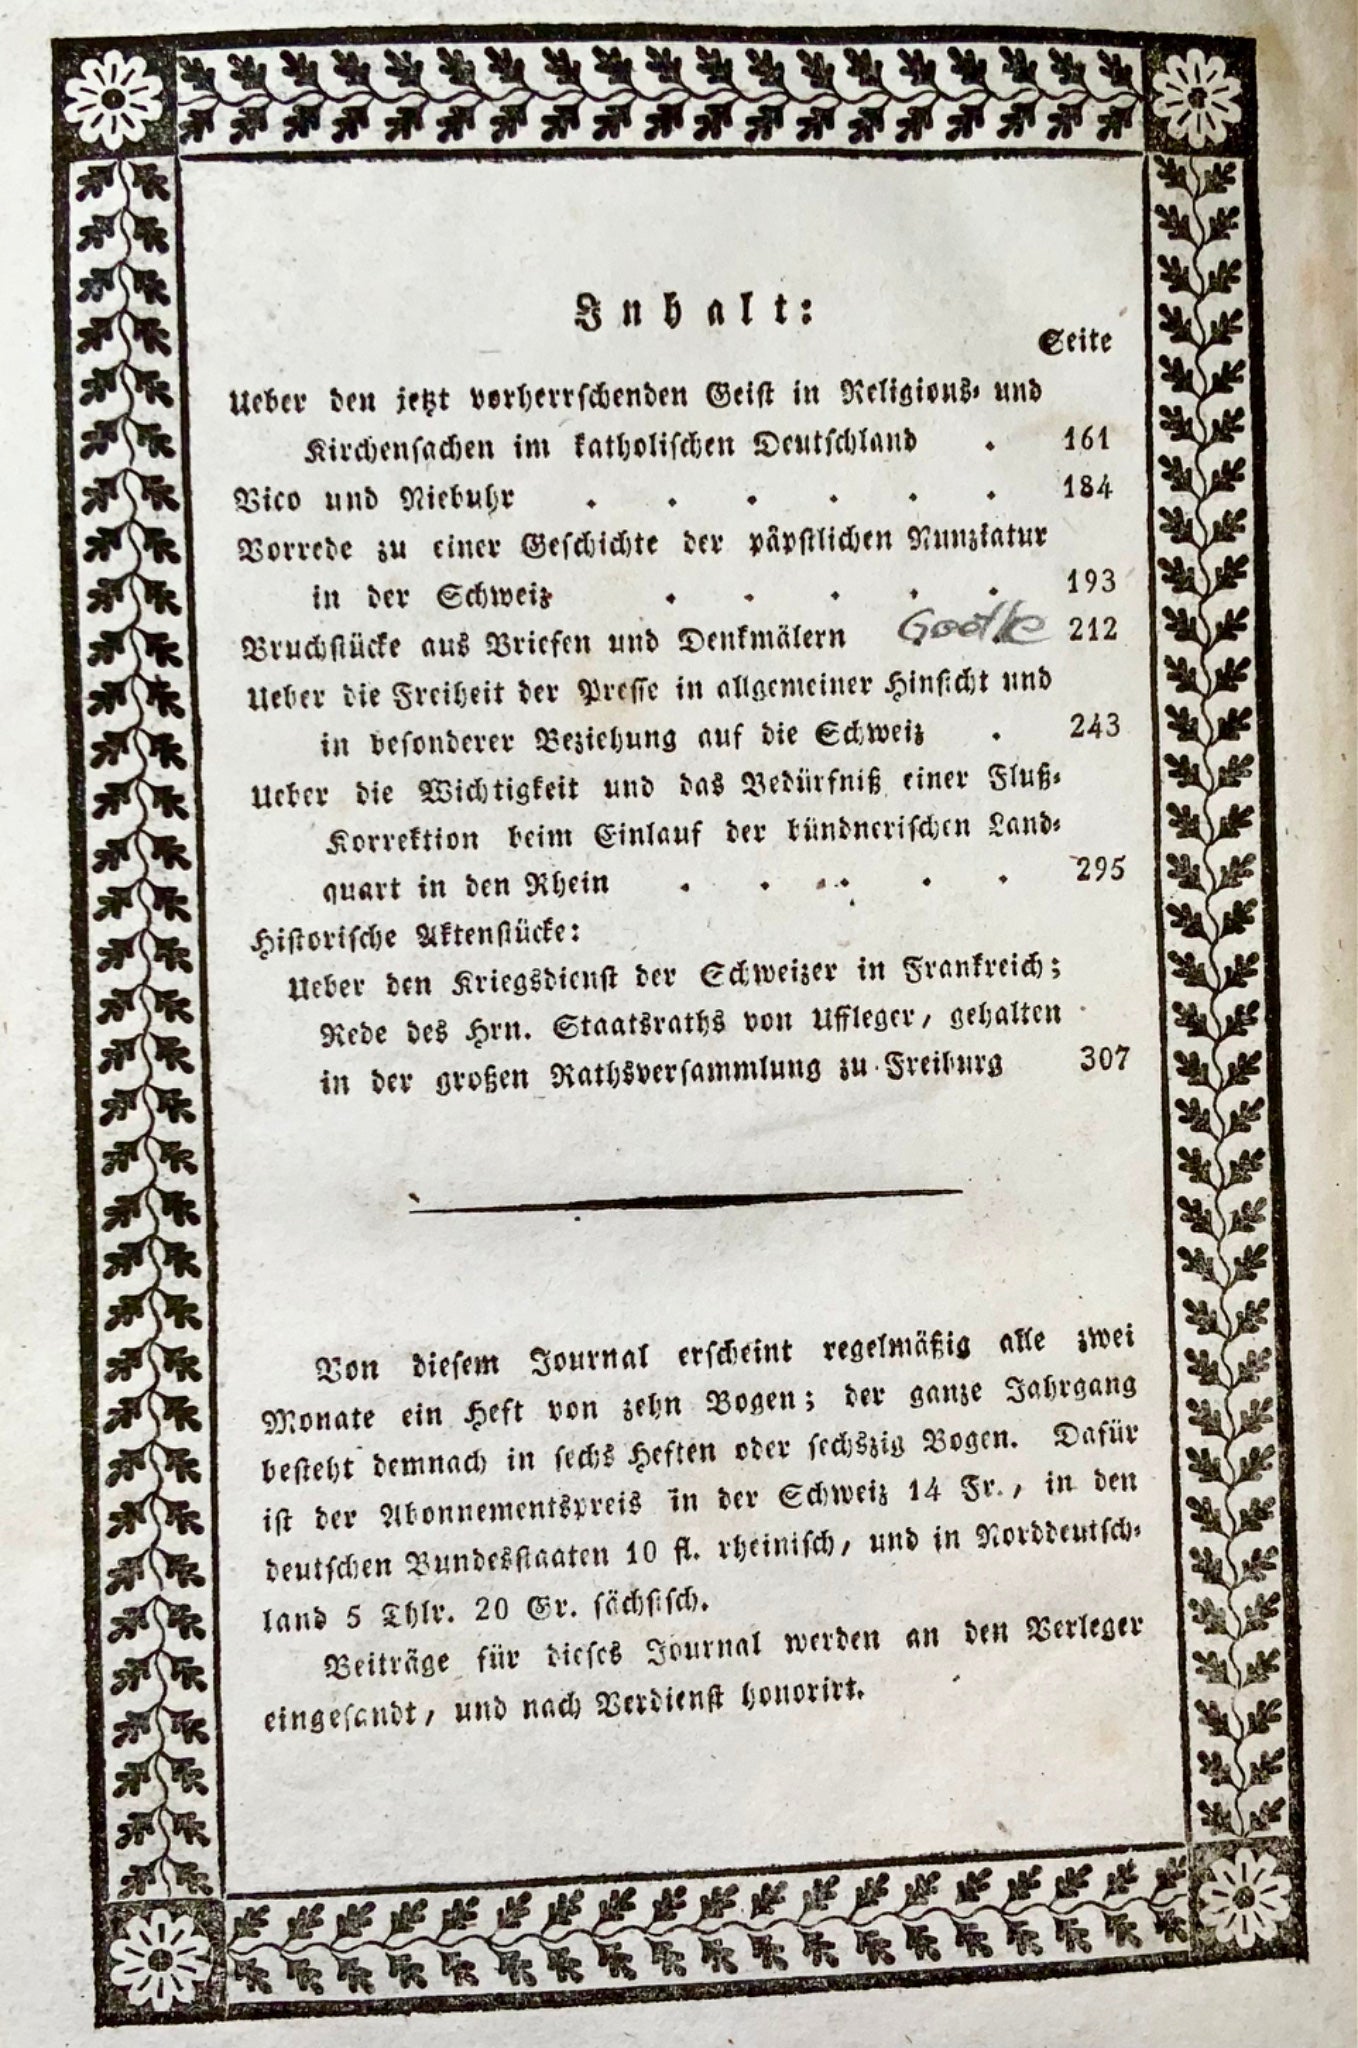 Inhalt:
Seite
Ueber den jetzt vorherrschenden Geist in Religions- und
Kirchensachen im katholischen Deutschland . 161
Vico und Niebuhr . . . . . . 184
Vorrede zu einer Geschichte der päpstlichen Nunziatur
in der Schweiz . . . . . 193
Bruchstücke aus Briefen und Denkmälern Goethe 212
Ueber die Freiheit der Presse in allgemeiner Hinsicht und
in besonderer Beziehung auf die Schweiz . 243
Ueber die Wichtigkeit und das Bedürfniß einer Fluß-
Korrektion beim Einlauf der bündnerischen Land-
quart in den Rhein . . . . . 295
Historische Aktenstücke:
Ueber den Kriegsdienst der Schweizer in Frankreich;
Rede des Hrn. Staatsraths von Uffleger, gehalten
in der großen Rathsversammlung zu Freiburg 307
Von diesem Journal erscheint regelmäßig alle zwei
Monate ein Heft von zehn Bogen; der ganze Jahrgang
besteht demnach in sechs Heften oder sechszig Bogen. Dafür
ist der Abonnementspreis in der Schweiz 14 Fr., in den
deutschen Bundesstaaten 10 fl. rheinisch, und in Norddeutsch-
land 5 Thlr. 20 Gr. sächsisch.
Beiträge für dieses Journal werden an den Verleger
eingesandt, und nach Verdienst honorirt.